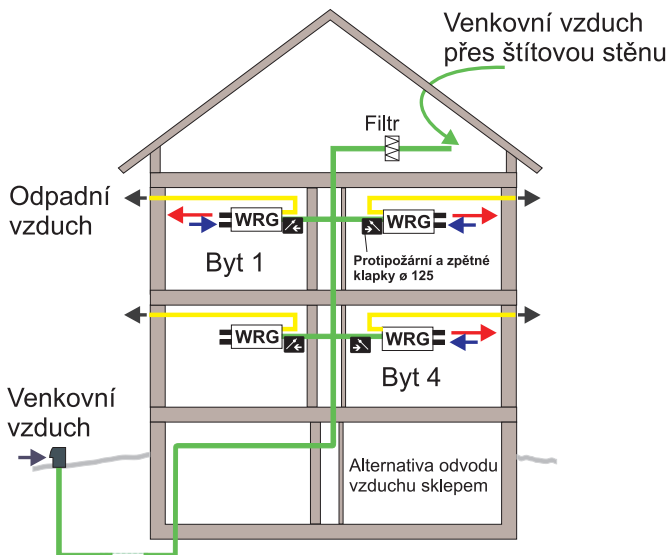 Venkovní vzduch
přes štítovou stěnu
Filtr
Odpadní
vzduch
WRG
WRG
Byt 1
Protipožární a zpětné
klapky ø 125
WRG
WRG
Byt 4
Venkovní
vzduch
Alternativa odvodu
vzduchu sklepem